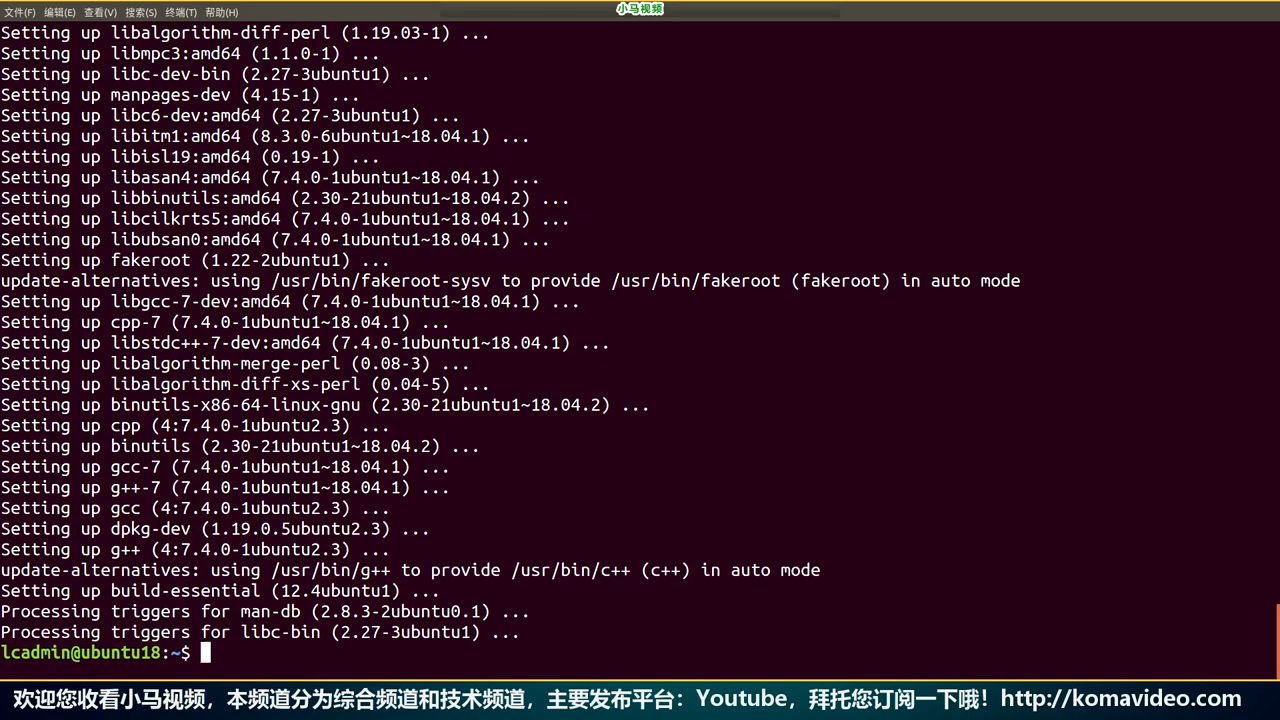 小马视频
文件(F) 编辑(E) 查看(V) 搜索(S) 终端(T) 帮助(H)
Setting up libalgorithm-diff-perl (1.19.03-1) ...
Setting up libmpc3:amd64 (1.1.0-1) ...
Setting up libc-dev-bin (2.27-3ubuntu1) ...
Setting up manpages-dev (4.15-1) ...
Setting up libc6-dev:amd64 (2.27-3ubuntu1) ...
Setting up libitm1:amd64 (8.3.0-6ubuntu1~18.04.1) ...
Setting up libisl19:amd64 (0.19-1) ...
Setting up libasan4:amd64 (7.4.0-1ubuntu1~18.04.1) ...
Setting up libbinutils:amd64 (2.30-21ubuntu1~18.04.2) ...
Setting up libcilkrts5:amd64 (7.4.0-1ubuntu1~18.04.1) ...
Setting up libubsan0:amd64 (7.4.0-1ubuntu1~18.04.1) ...
Setting up fakeroot (1.22-2ubuntu1) ...
update-alternatives: using /usr/bin/fakeroot-sysv to provide /usr/bin/fakeroot (fakeroot) in auto mode
Setting up libgcc-7-dev:amd64 (7.4.0-1ubuntu1~18.04.1) ...
Setting up cpp-7 (7.4.0-1ubuntu1~18.04.1) ...
Setting up libstdc++-7-dev:amd64 (7.4.0-1ubuntu1~18.04.1) ...
Setting up libalgorithm-merge-perl (0.08-3) ...
Setting up libalgorithm-diff-xs-perl (0.04-5) ...
Setting up binutils-x86-64-linux-gnu (2.30-21ubuntu1~18.04.2) ...
Setting up cpp (4:7.4.0-1ubuntu2.3) ...
Setting up binutils (2.30-21ubuntu1~18.04.2) ...
Setting up gcc-7 (7.4.0-1ubuntu1~18.04.1) ...
Setting up g++-7 (7.4.0-1ubuntu1~18.04.1) ...
Setting up gcc (4:7.4.0-1ubuntu2.3) ...
Setting up dpkg-dev (1.19.0.5ubuntu2.3) ...
Setting up g++ (4:7.4.0-1ubuntu2.3) ...
update-alternatives: using /usr/bin/g++ to provide /usr/bin/c++ (c++) in auto mode
Setting up build-essential (12.4ubuntu1) ...
Processing triggers for man-db (2.8.3-2ubuntu0.1) ...
Processing triggers for libc-bin (2.27-3ubuntu1) ...
lcadmin@ubuntu18:~$
欢迎您收看小马视频，本频道分为综合频道和技术频道，主要发布平台：Youtube，拜托您订阅一下哦！http://komavideo.com